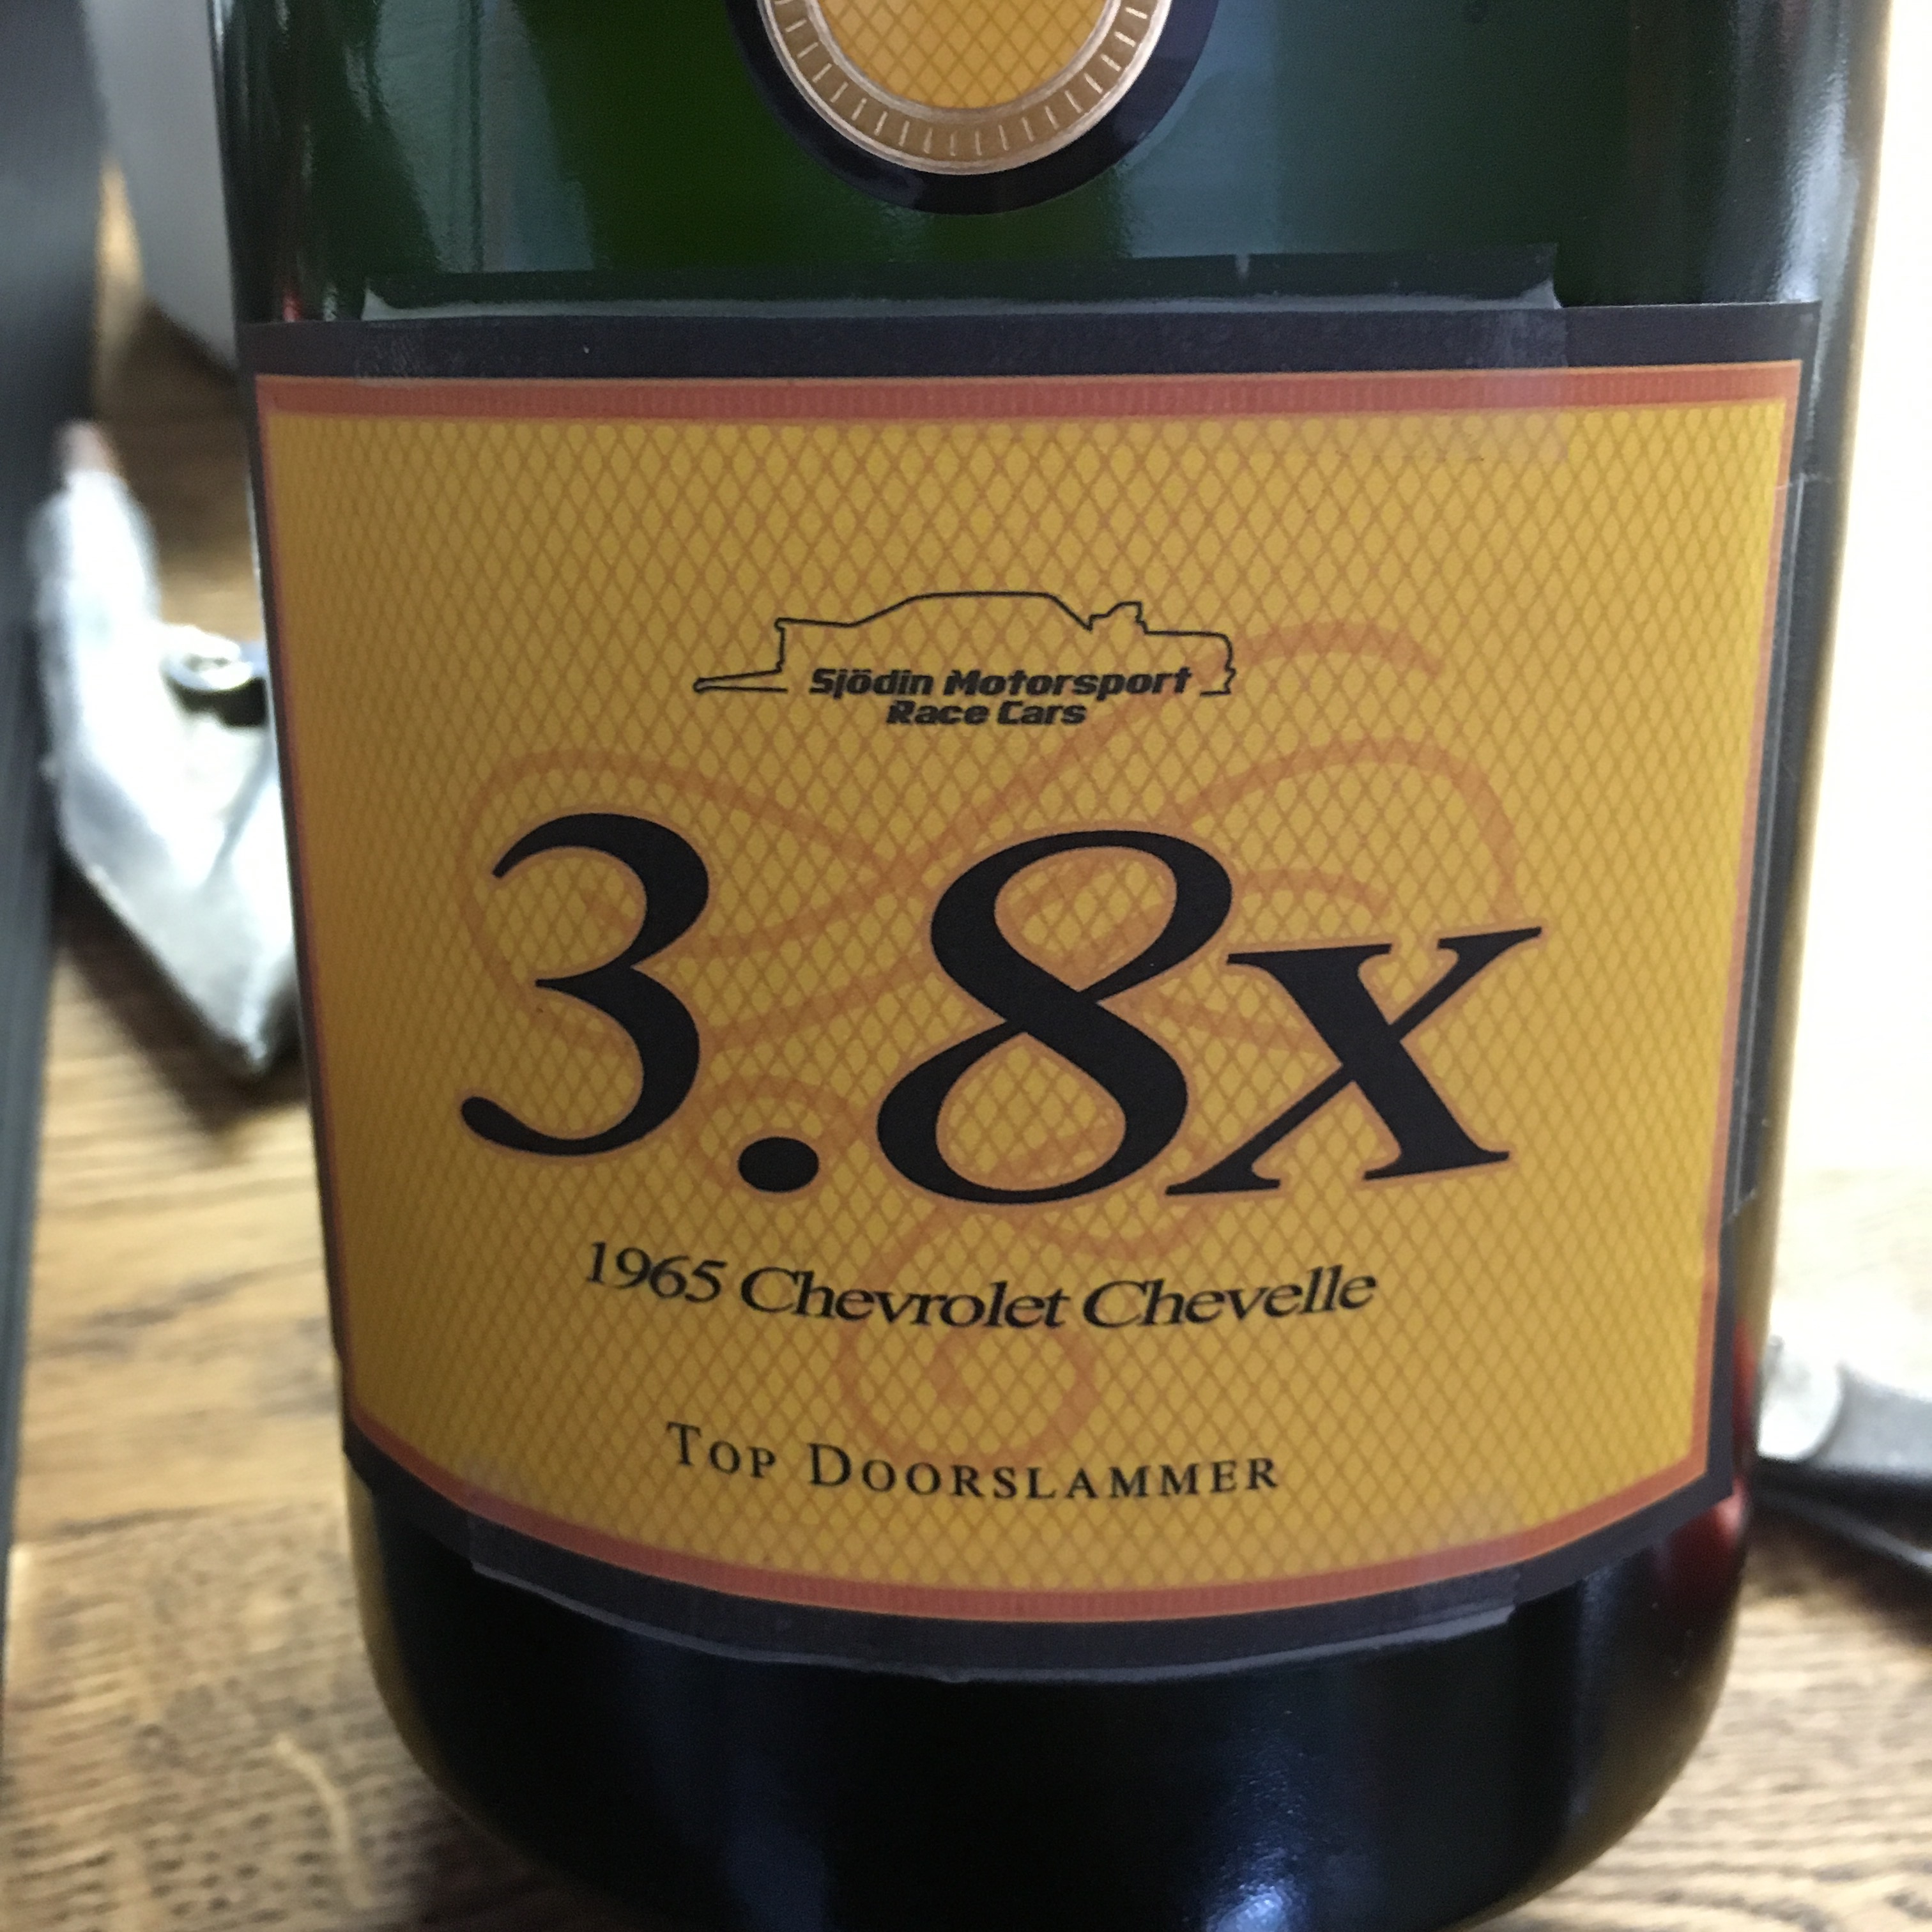 Sjödin Motorsport
Race Cars
3.8x
1965 Chevrolet Chevelle
Top Doorslammer